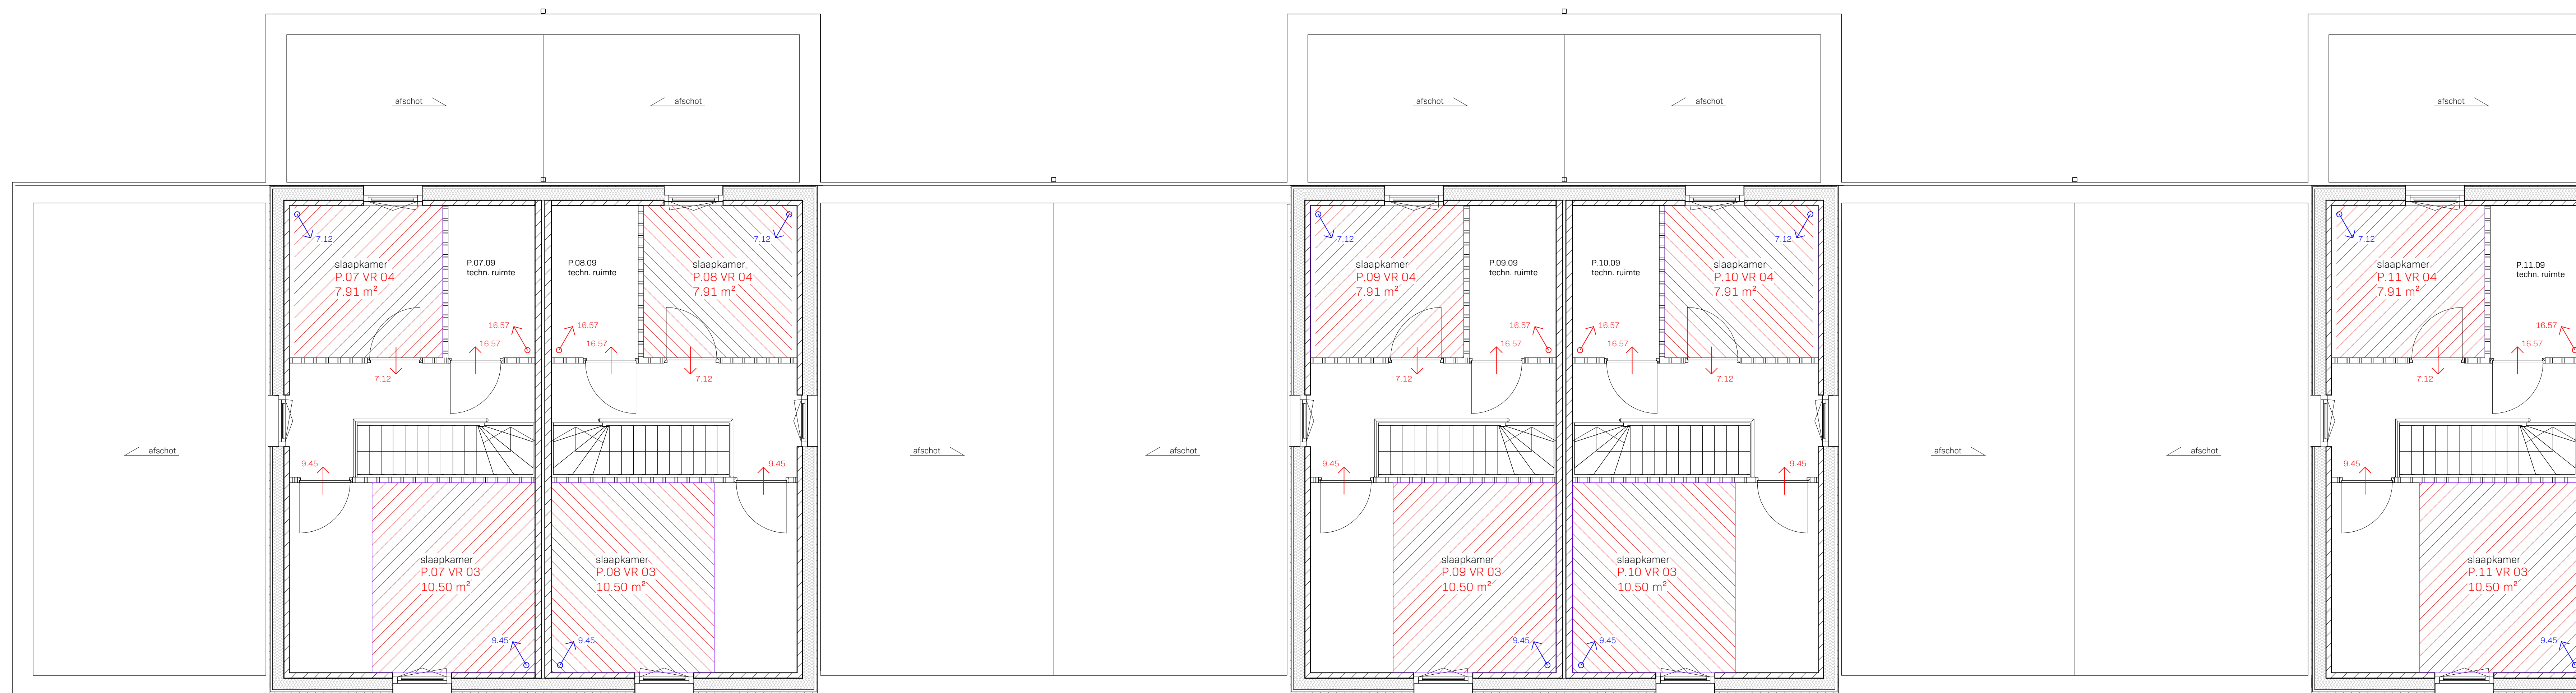 afschot
afschot
afschot
afschot
afschot
7.12
7.12
7.12
7.12
7.12
slaapkamer
P.07 VR 04
7.91 m²
P.07.09
techn. ruimte
P.08.09
techn. ruimte
slaapkamer
P.08 VR 04
7.91 m²
slaapkamer
P.09 VR 04
7.91 m²
P.09.09
techn. ruimte
P.10.09
techn. ruimte
slaapkamer
P.10 VR 04
7.91 m²
slaapkamer
P.11 VR 04
7.91 m²
P.11.09
techn. ruimte
16.57
16.57
16.57
16.57
16.57
16.57
16.57
16.57
16.57
16.57
7.12
7.12
7.12
7.12
7.12
afschot
afschot
afschot
afschot
afschot
9.45
9.45
9.45
9.45
9.45
slaapkamer
P.07 VR 03
10.50 m²
slaapkamer
P.08 VR 03
10.50 m²
slaapkamer
P.09 VR 03
10.50 m²
slaapkamer
P.10 VR 03
10.50 m²
slaapkamer
P.11 VR 03
10.50 m²
9.45
9.45
9.45
9.45
9.45